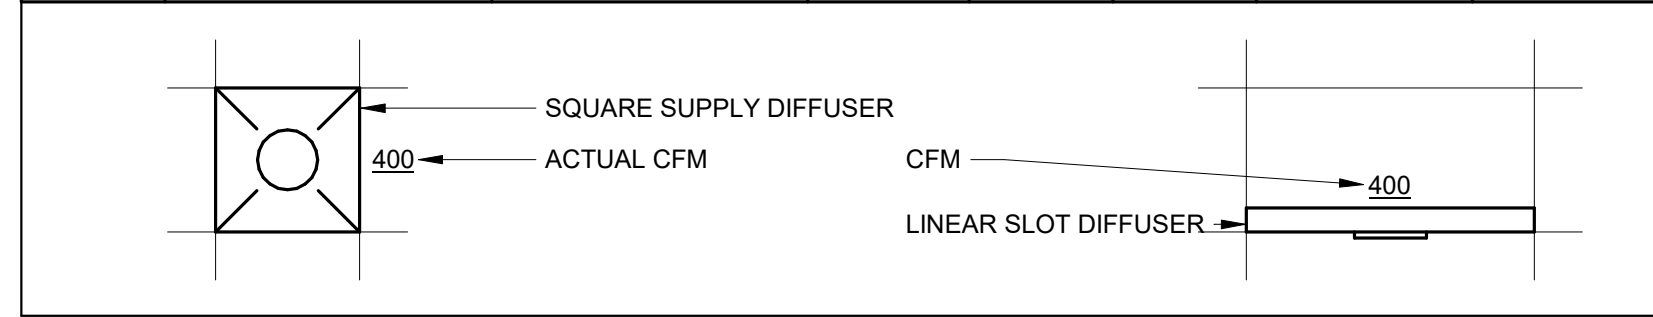 SQUARE SUPPLY DIFFUSER
400
ACTUAL CFM
CFM
400
LINEAR SLOT DIFFUSER